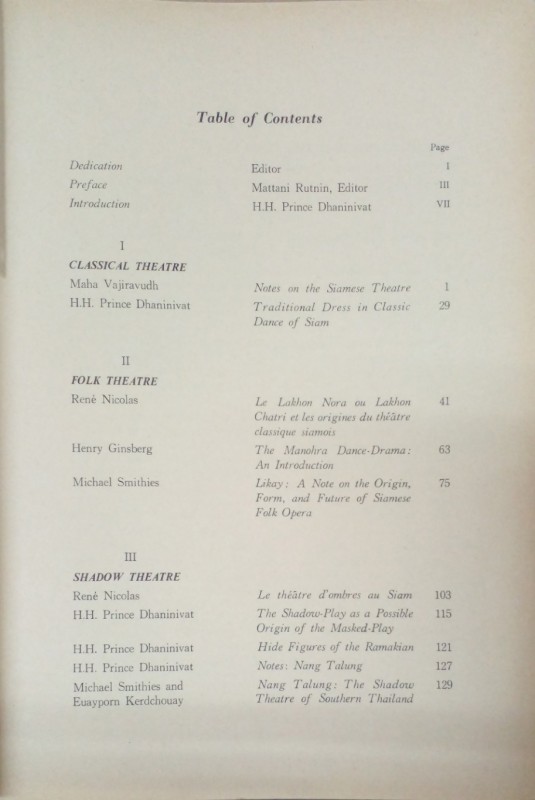 Table of Contents
Page
Dedication Editor I
Preface Mattani Rutnin, Editor III
Introduction H.H. Prince Dhaninivat VII
I
CLASSICAL THEATRE
Maha Vajiravudh Notes on the Siamese Theatre 1
H.H. Prince Dhaninivat Traditional Dress in Classic 29
Dance of Siam
II
FOLK THEATRE
René Nicolas Le Lakhon Nora ou Lakhon 41
Chatri et les origines du théâtre
classique siamois
Henry Ginsberg The Manohra Dance-Drama: 63
An Introduction
Michael Smithies Likay: A Note on the Origin, 75
Form, and Future of Siamese
Folk Opera
III
SHADOW THEATRE
René Nicolas Le théâtre d'ombres au Siam 103
H.H. Prince Dhaninivat The Shadow-Play as a Possible 115
Origin of the Masked-Play
H.H. Prince Dhaninivat Hide Figures of the Ramakian 121
H.H. Prince Dhaninivat Notes: Nang Talung 127
Michael Smithies and Nang Talung: The Shadow 129
Euayporn Kerdchouay Theatre of Southern Thailand